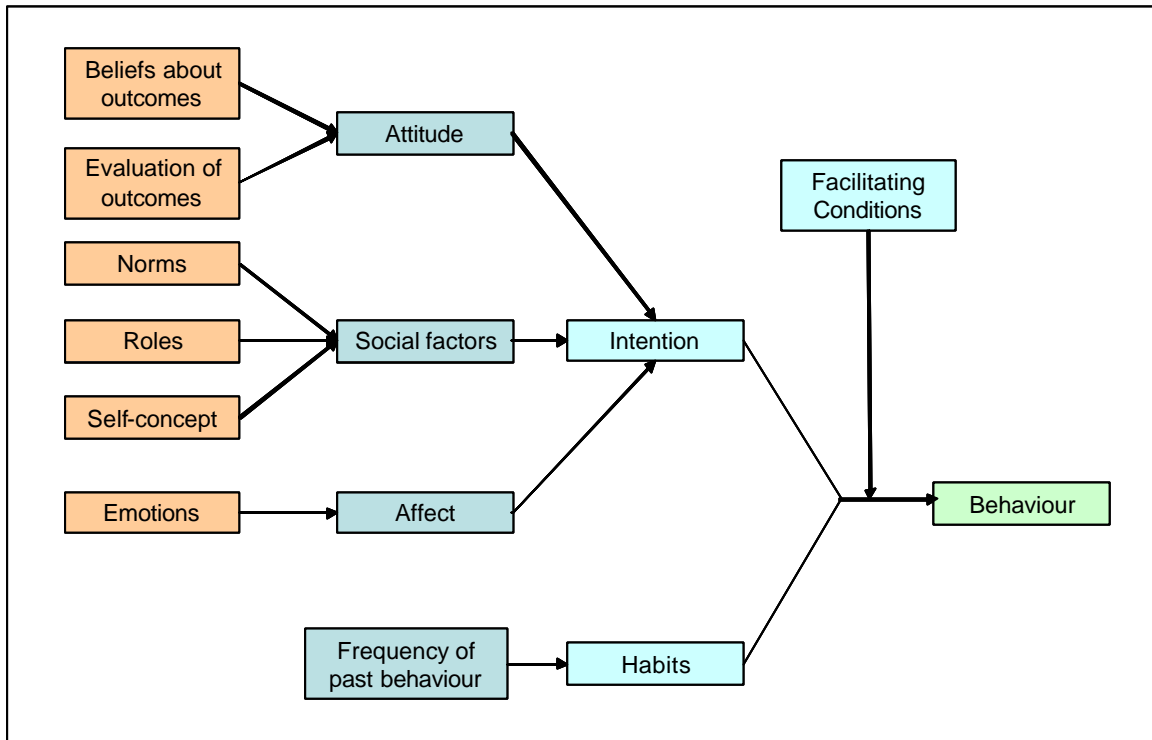 Beliefs about
outcomes
Attitude
Evaluation of
outcomes
Facilitating
Conditions
Norms
Roles
Social factors
Intention
Self-concept
Emotions
Affect
Behaviour
Frequency of
past behaviour
Habits